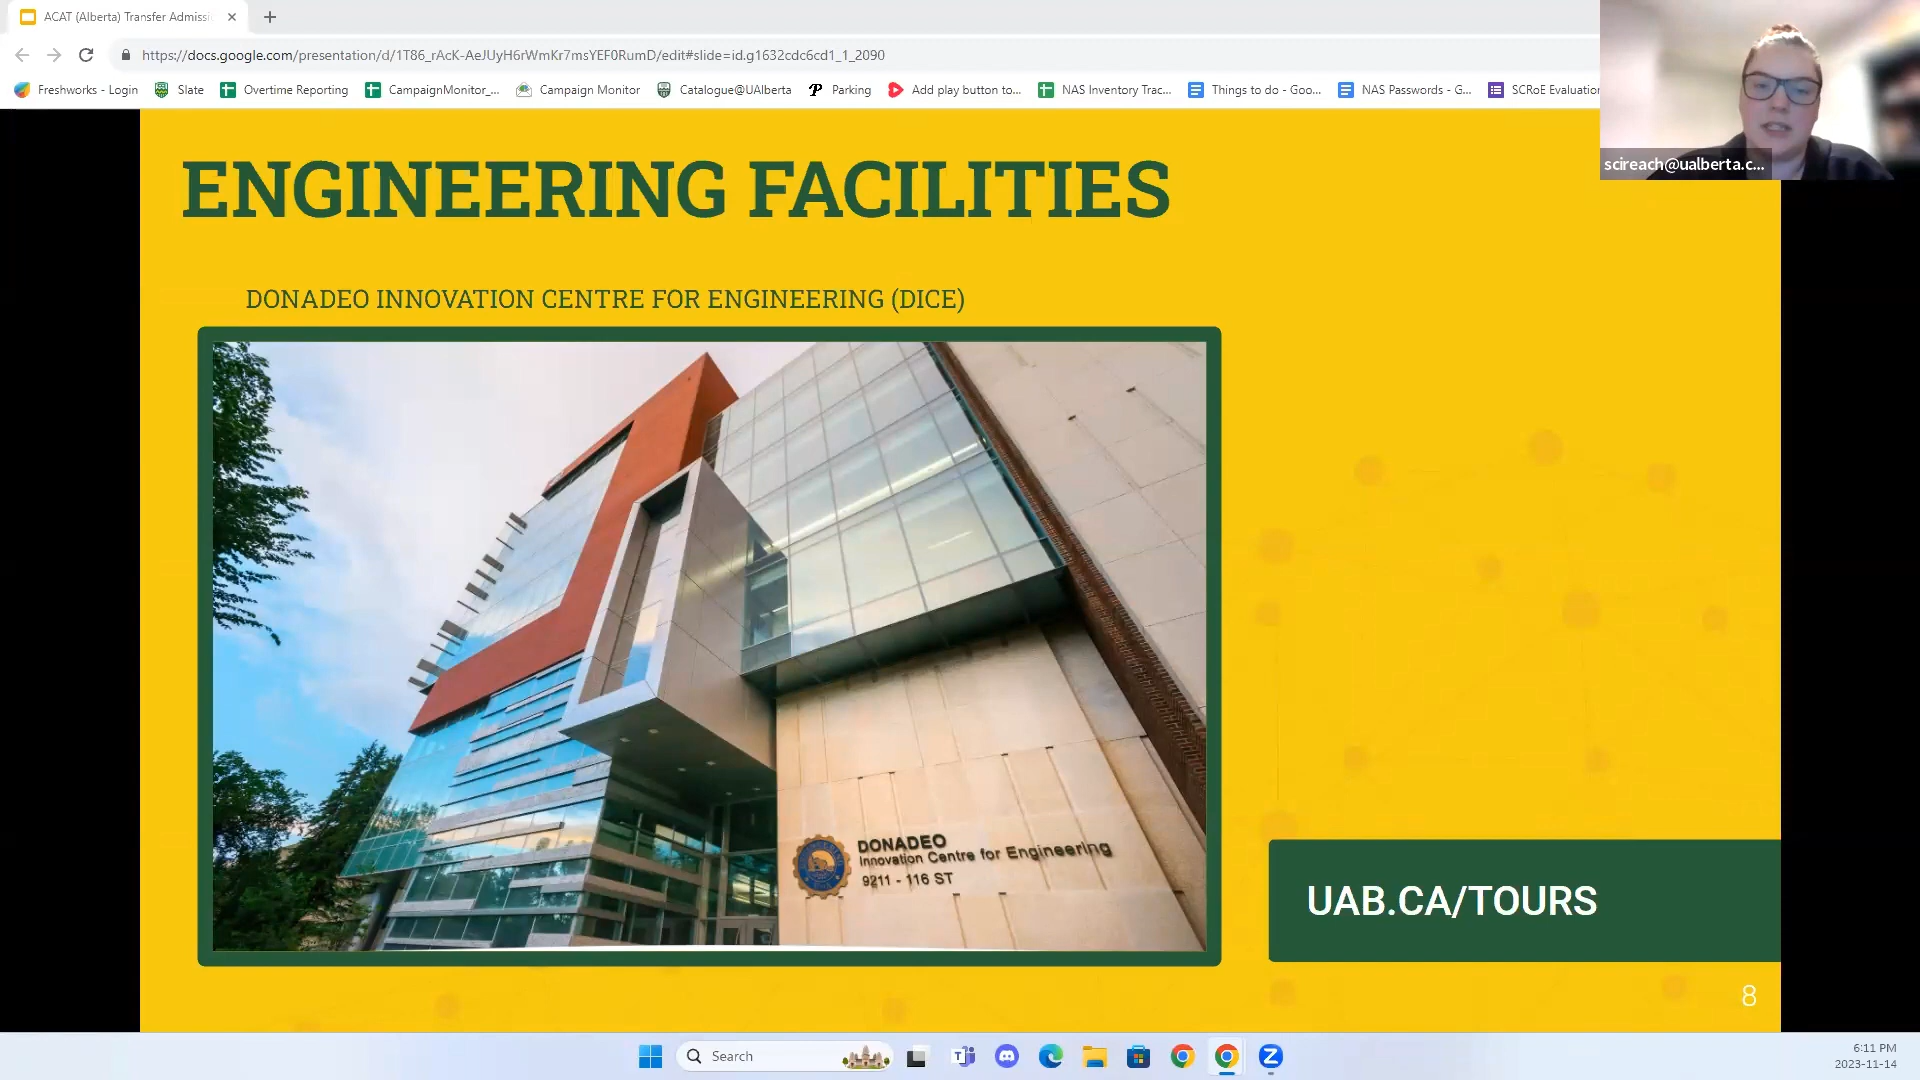 ACAT (Alberta) Transfer Admissi
https://docs.google.com/presentation/d/1T86_rAcK-AeJUyH6rWmKr7msYEF0RumD/edit#slide=id.g1632cdc6cd1_1_2090
Freshworks - Login Slate Overtime Reporting CampaignMonitor_... Campaign Monitor Catalogue@UAlberta Parking Add play button to... NAS Inventory Trac... Things to do - Goo... NAS Passwords - G... SCRoE Evaluation
scireach@ualberta.c...
ENGINEERING FACILITIES
DONADEO INNOVATION CENTRE FOR ENGINEERING (DICE)
DONADEO
Innovation Centre for Engineering
9211 - 116 ST
UAB.CA/TOURS
8
Search
6:11 PM
2023-11-14